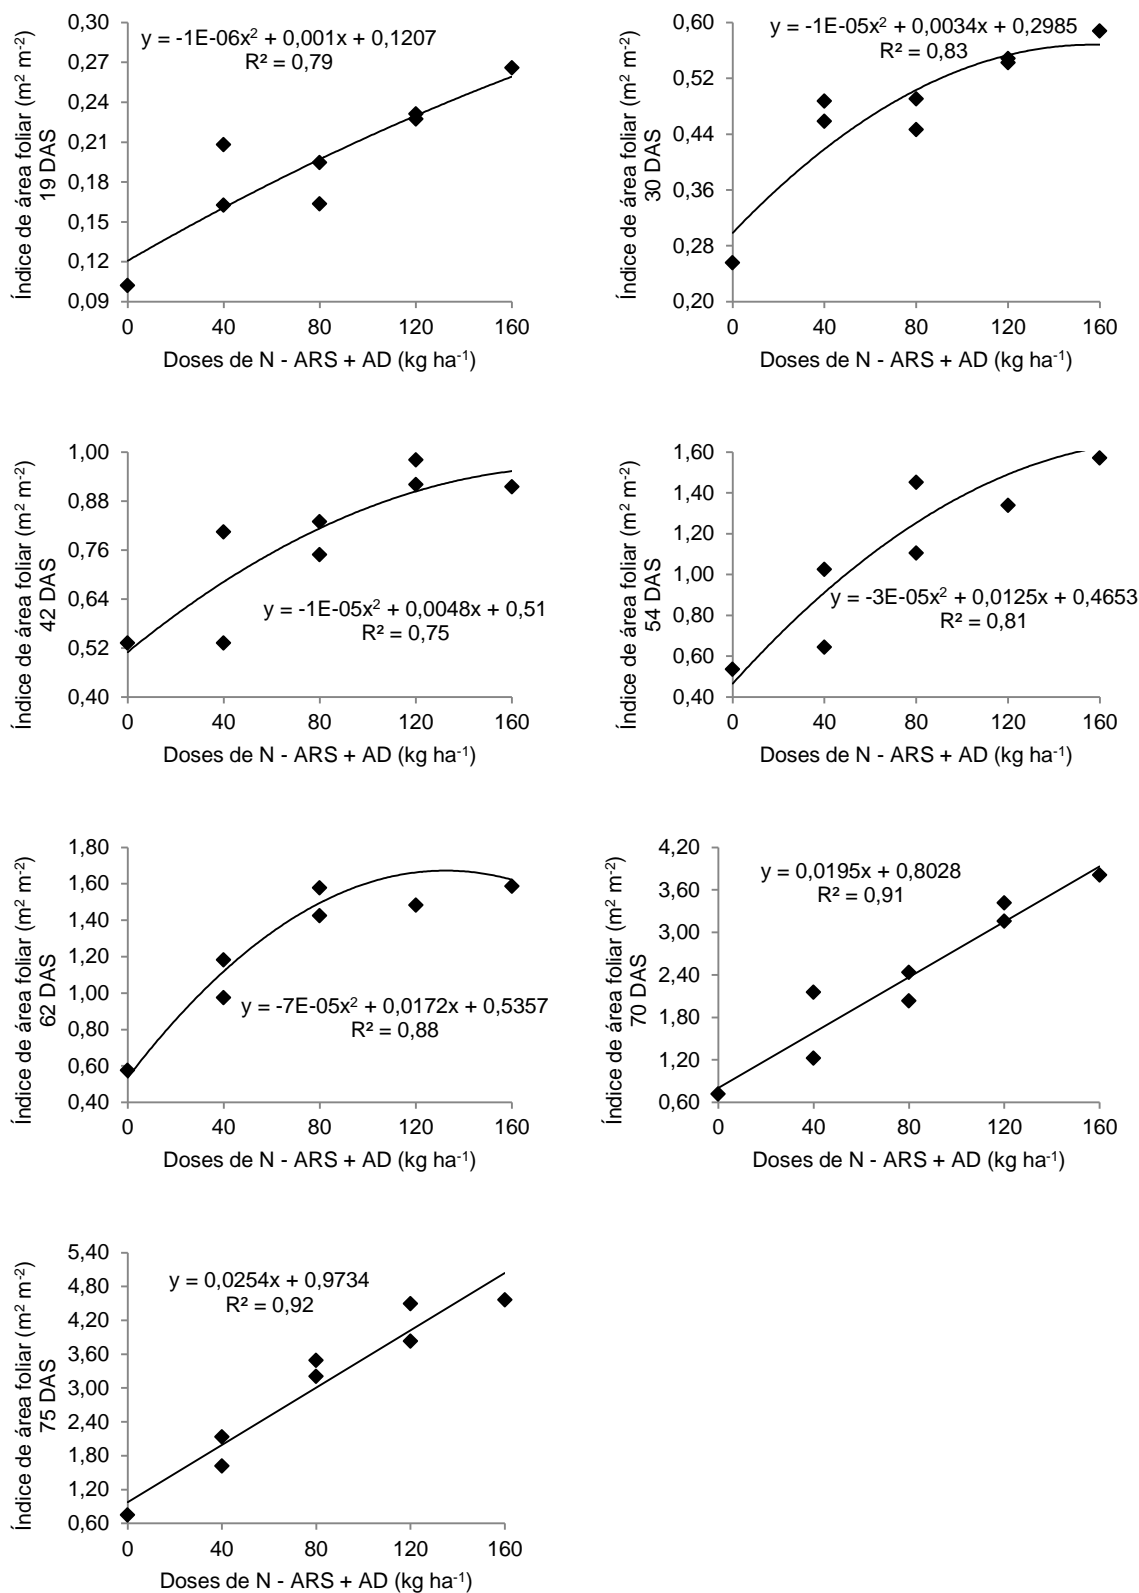 Índice de área foliar (m² m⁻²)
19 DAS
y = -1E-06x² + 0,001x + 0,1207
R² = 0,79
0,30
0,27
0,24
0,21
0,18
0,15
0,12
0,09
0
40
80
120
160
Doses de N - ARS + AD (kg ha⁻¹)
Índice de área foliar (m² m⁻²)
30 DAS
y = -1E-05x² + 0,0034x + 0,2985
R² = 0,83
0,60
0,52
0,44
0,36
0,28
0,20
0
40
80
120
160
Doses de N - ARS + AD (kg ha⁻¹)
Índice de área foliar (m² m⁻²)
42 DAS
1,00
0,88
0,76
0,64
0,52
0,40
y = -1E-05x² + 0,0048x + 0,51
R² = 0,75
0
40
80
120
160
Doses de N - ARS + AD (kg ha⁻¹)
Índice de área foliar (m² m⁻²)
54 DAS
1,60
1,40
1,20
1,00
0,80
0,60
0,40
y = -3E-05x² + 0,0125x + 0,4653
R² = 0,81
0
40
80
120
160
Doses de N - ARS + AD (kg ha⁻¹)
Índice de área foliar (m² m⁻²)
62 DAS
1,80
1,60
1,40
1,20
1,00
0,80
0,60
0,40
y = -7E-05x² + 0,0172x + 0,5357
R² = 0,88
0
40
80
120
160
Doses de N - ARS + AD (kg ha⁻¹)
Índice de área foliar (m² m⁻²)
70 DAS
y = 0,0195x + 0,8028
R² = 0,91
4,20
3,60
3,00
2,40
1,80
1,20
0,60
0
40
80
120
160
Doses de N - ARS + AD (kg ha⁻¹)
Índice de área foliar (m² m⁻²)
75 DAS
y = 0,0254x + 0,9734
R² = 0,92
5,40
4,80
4,20
3,60
3,00
2,40
1,80
1,20
0,60
0
40
80
120
160
Doses de N - ARS + AD (kg ha⁻¹)